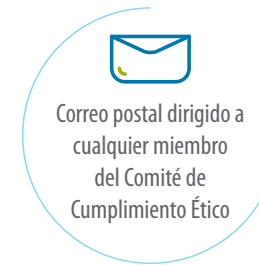 Correo postal dirigido a
cualquier miembro
del Comité de
Cumplimiento Ético